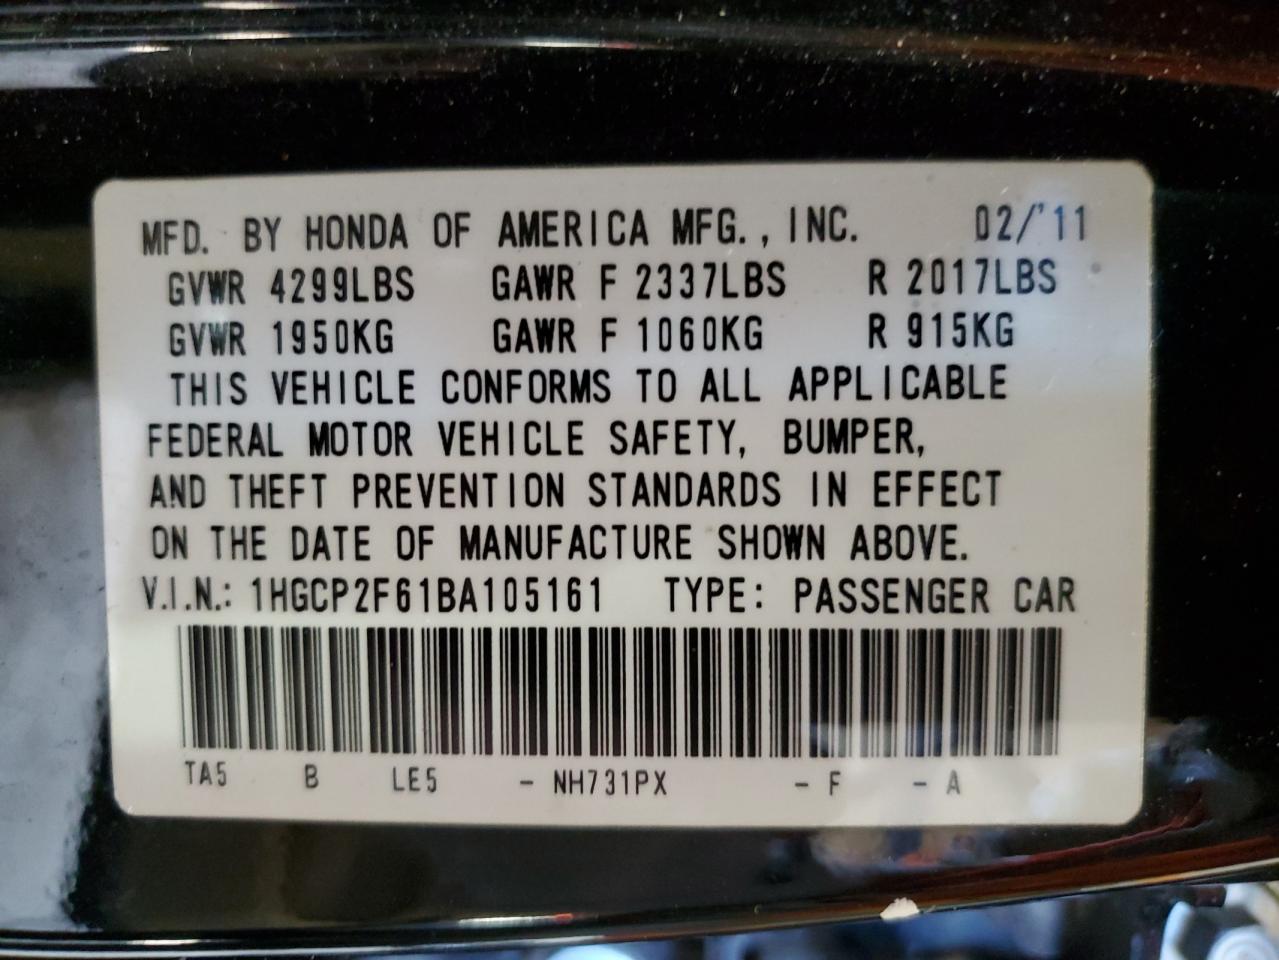 MFD. BY HONDA OF AMERICA MFG., INC. 02/'11
GVWR 4299LBS GAWR F 2337LBS R 2017LBS
GVWR 1950KG GAWR F 1060KG R 915KG
THIS VEHICLE CONFORMS TO ALL APPLICABLE
FEDERAL MOTOR VEHICLE SAFETY, BUMPER,
AND THEFT PREVENTION STANDARDS IN EFFECT
ON THE DATE OF MANUFACTURE SHOWN ABOVE.
V.I.N.: 1HGCP2F61BA105161 TYPE: PASSENGER CAR
TA5 B LE5 - NH731PX - F - A